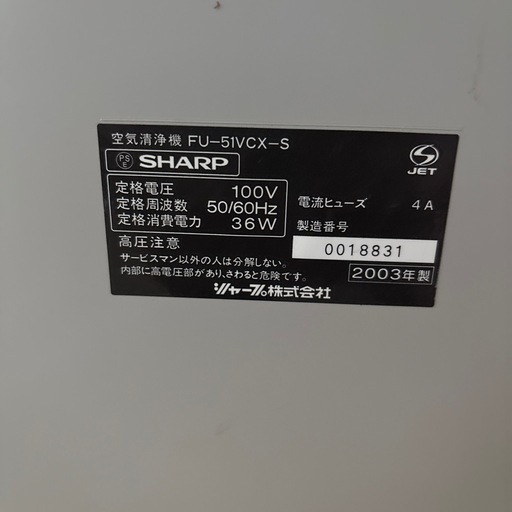 空気清浄機 FU-51VCX-S
PS E SHARP
JET
定格電圧 100V
定格周波数 50/60Hz
定格消費電力 36W
電流ヒューズ 4A
製造番号
0018831
高圧注意
サービスマン以外の人は分解しない。
内部に高電圧部があり、さわると危険です。
2003年製
シャープ株式会社